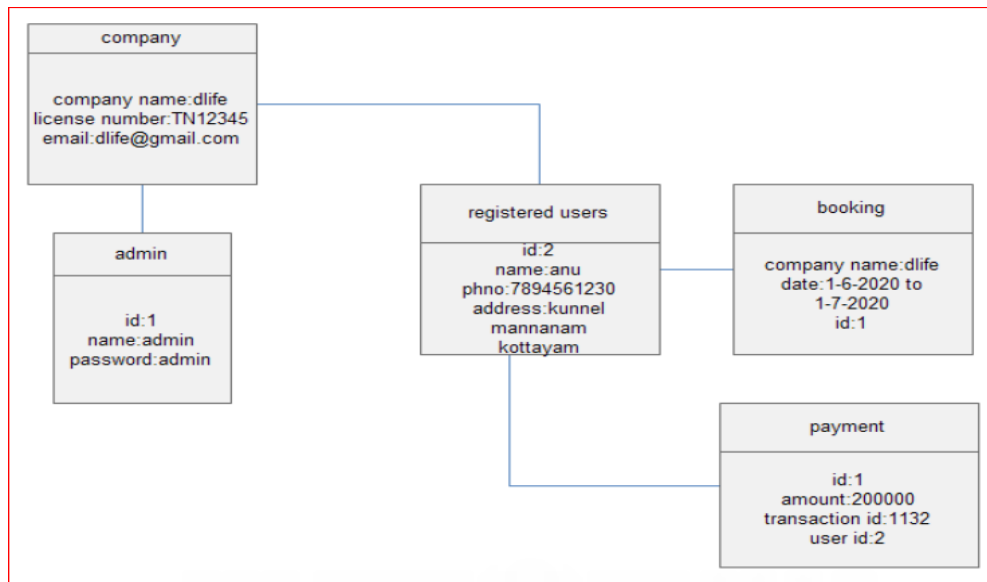 company
company name:dlife
license number:TN12345
email:dlife@gmail.com
admin
id:1
name:admin
password:admin
registered users
id:2
name:anu
phno:7894561230
address:kunnel
mannanam
kottayam
booking
company name:dlife
date:1-6-2020 to
1-7-2020
id:1
payment
id:1
amount:200000
transaction id:1132
user id:2